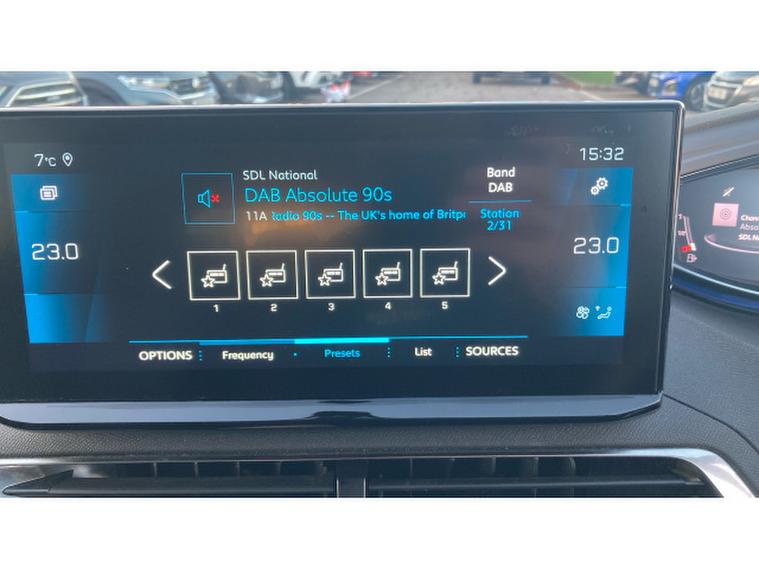 7°C
15:32
SDL National
DAB Absolute 90s
11A Radio 90s -- The UK's home of Britp
Band
DAB
Station
2/31
23.0
23.0
1 2 3 4 5
OPTIONS Frequency Presets List SOURCES
SDL